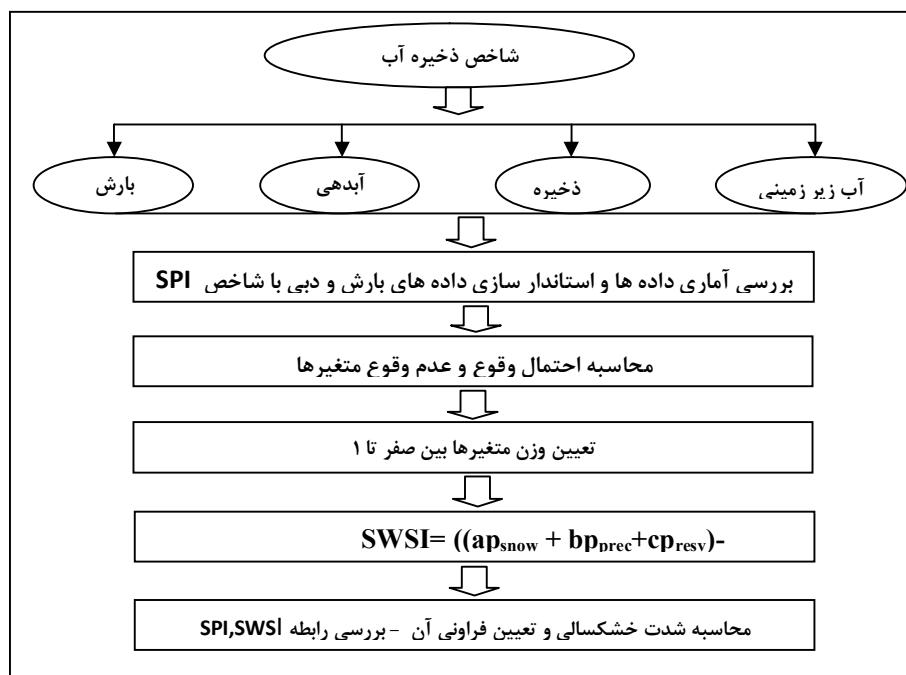 شاخص ذخیره آب
بارش
آبدهی
ذخیره
آب زیر زمینی
بررسی آماری داده ها و استاندار سازی داده های بارش و دبی با شاخص SPI
محاسبه احتمال وقوع و عدم وقوع متغیرها
تعیین وزن متغیرها بین صفر تا ۱
SWSI= ((ap_snow + bp_prec+cp_resv)-
محاسبه شدت خشکسالی و تعیین فراونی آن – بررسی رابطه SPI,SWSI